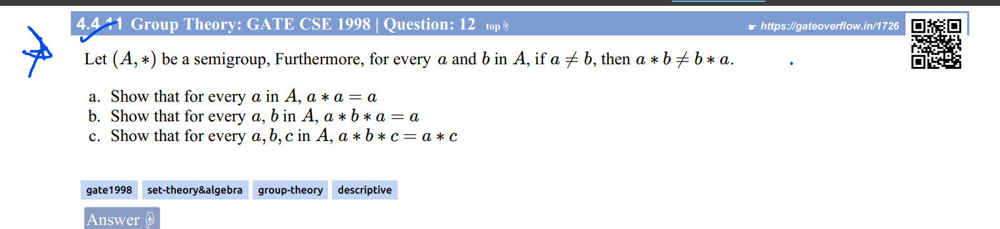 4.4.11 Group Theory: GATE CSE 1998 | Question: 12 top ☟
☛ https://gateoverflow.in/1726
Let (A, ∗) be a semigroup, Furthermore, for every a and b in A, if a ≠ b, then a ∗ b ≠ b ∗ a.
a. Show that for every a in A, a ∗ a = a
b. Show that for every a, b in A, a ∗ b ∗ a = a
c. Show that for every a, b, c in A, a ∗ b ∗ c = a ∗ c
gate1998 set-theory&algebra group-theory descriptive
Answer ☟